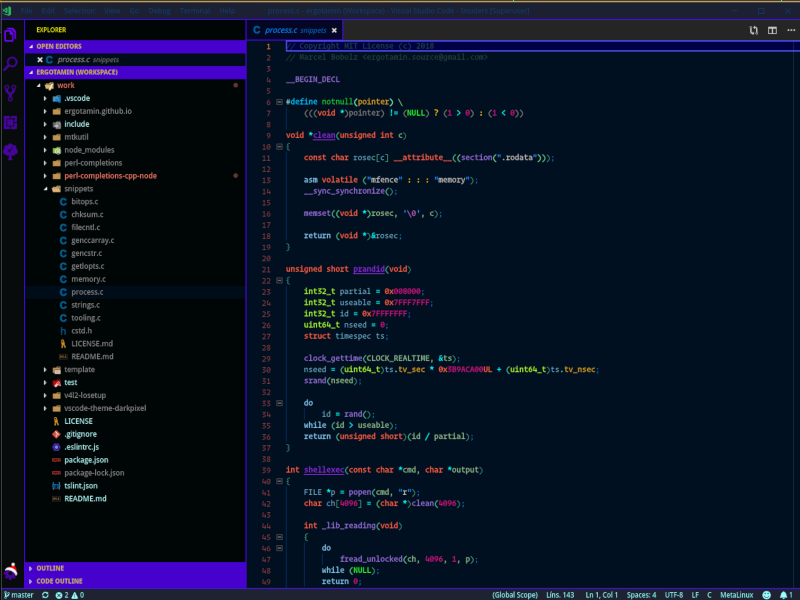 File Edit Selection View Go Debug Terminal Help
process.c - ergotamin (Workspace) - Visual Studio Code - Insiders [Superuser]
EXPLORER
OPEN EDITORS
process.c snippets
ERGOTAMIN (WORKSPACE)
work
.vscode
ergotamin.github.io
include
mtkutil
node_modules
perl-completions
perl-completions-cpp-node
snippets
bitops.c
chksum.c
filecntl.c
genccarray.c
gencstr.c
getlopts.c
memory.c
process.c
strings.c
tooling.c
cstd.h
LICENSE.md
README.md
template
test
v4l2-losetup
vscode-theme-darkpixel
LICENSE
.gitignore
.eslintrc.js
package.json
package-lock.json
tslint.json
README.md
OUTLINE
CODE OUTLINE
process.c snippets
1 // Copyright MIT License (c) 2018
2 // Marcel Bobolz <ergotamin.source@gmail.com>
3
4 __BEGIN_DECL
5
6 #define notnull(pointer) \
7 (((void *)pointer) != (NULL) ? (1 > 0) : (1 < 0))
8
9 void *clean(unsigned int c)
10 {
11 const char rosec[c] __attribute__((section(".rodata")));
12
13 asm volatile ("mfence" : : : "memory");
14 __sync_synchronize();
15
16 memset((void *)rosec, '\0', c);
17
18 return (void *)&rosec;
19 }
20
21 unsigned short prandid(void)
22 {
23 int32_t partial = 0x008000;
24 int32_t useable = 0x7FFF7FFF;
25 int32_t id = 0x7FFFFFFF;
26 uint64_t nseed = 0;
27 struct timespec ts;
28
29 clock_gettime(CLOCK_REALTIME, &ts);
30 nseed = (uint64_t)ts.tv_sec * 0x3B9ACA00UL + (uint64_t)ts.tv_nsec;
31 srand(nseed);
32
33 do
34 id = rand();
35 while (id > useable);
36 return (unsigned short)(id / partial);
37 }
38
39 int shellexec(const char *cmd, char *output)
40 {
41 FILE *p = popen(cmd, "r");
42 char ch[4096] = (char *)clean(4096);
43
44 int _lib_reading(void)
45 {
46 do
47 fread_unlocked(ch, 4096, 1, p);
48 while (NULL);
49 return 0;
master 2 0 (Global Scope) Lins. 143 Ln 1, Col 1 Spaces: 4 UTF-8 LF C MetaLinux 1